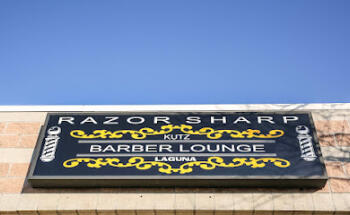 RAZOR SHARP
KUTZ
BARBER LOUNGE
LAGUNA